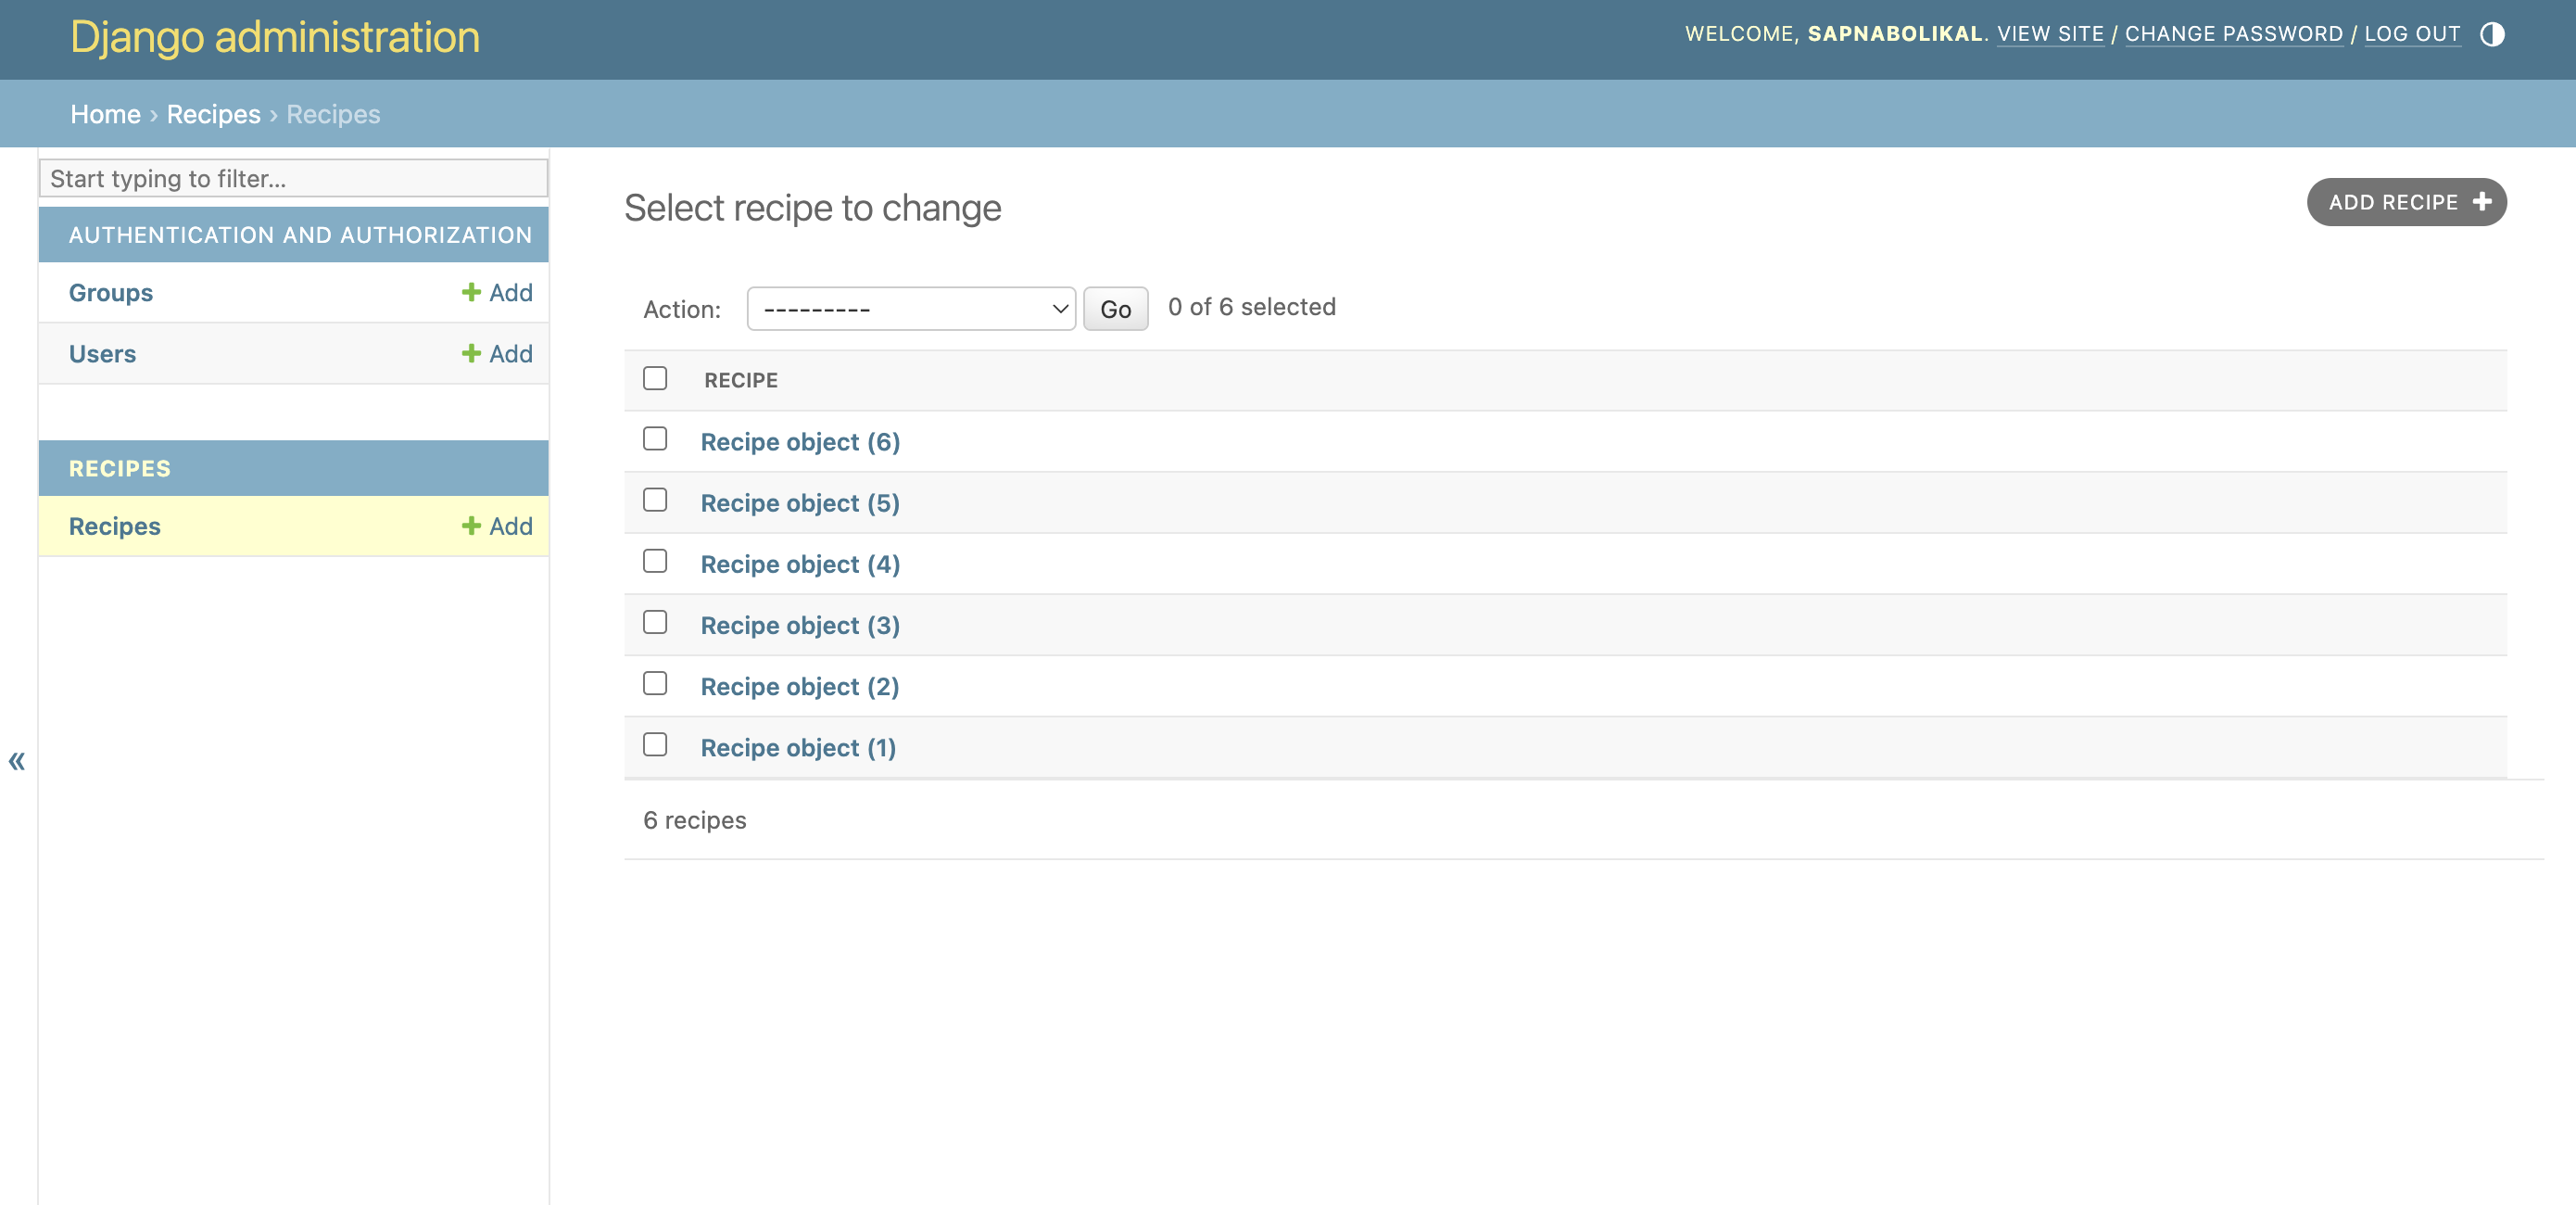 Django administration
WELCOME, SAPNABOLIKAL. VIEW SITE / CHANGE PASSWORD / LOG OUT
Home › Recipes › Recipes
Start typing to filter...
AUTHENTICATION AND AUTHORIZATION
Groups + Add
Users + Add
RECIPES
Recipes + Add
«
Select recipe to change
ADD RECIPE +
Action: --------- Go 0 of 6 selected
RECIPE
Recipe object (6)
Recipe object (5)
Recipe object (4)
Recipe object (3)
Recipe object (2)
Recipe object (1)
6 recipes